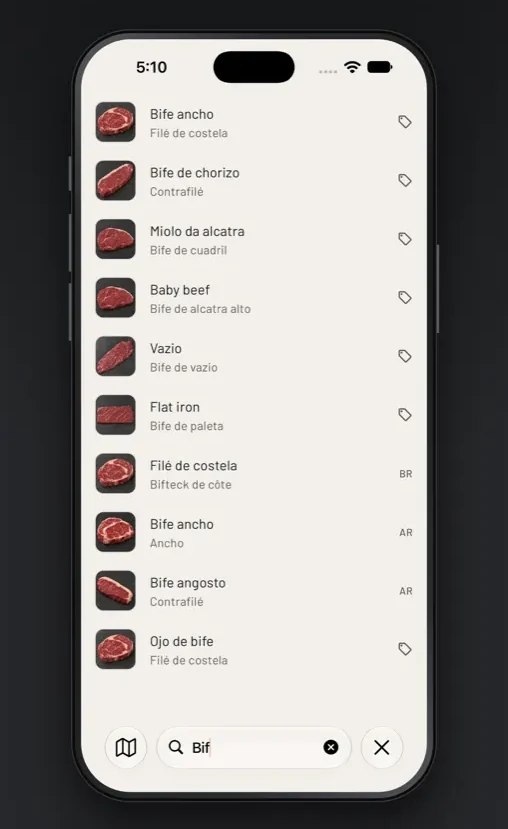 5:10
Bife ancho
Filé de costela
Bife de chorizo
Contrafilé
Miolo da alcatra
Bife de cuadril
Baby beef
Bife de alcatra alto
Vazio
Bife de vazio
Flat iron
Bife de paleta
Filé de costela
Bifteck de côte
BR
Bife ancho
Ancho
AR
Bife angosto
Contrafilé
AR
Ojo de bife
Filé de costela
Bif